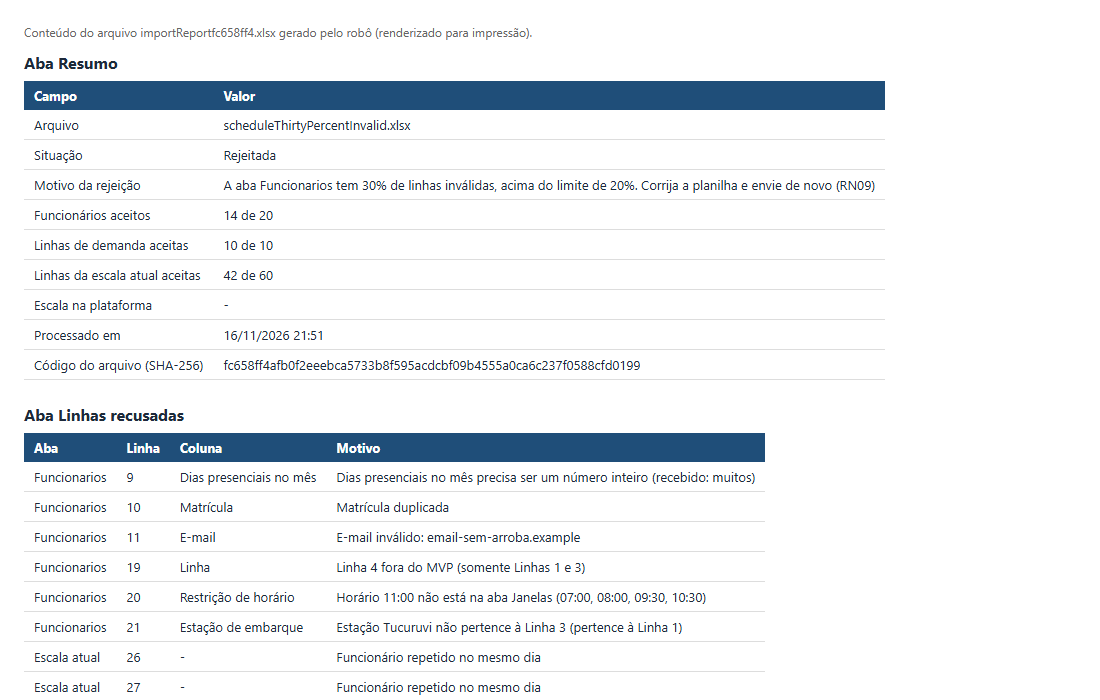 Conteúdo do arquivo importReportfc658ff4.xlsx gerado pelo robô (renderizado para impressão).
Aba Resumo
Campo Valor
Arquivo scheduleThirtyPercentInvalid.xlsx
Situação Rejeitada
Motivo da rejeição A aba Funcionarios tem 30% de linhas inválidas, acima do limite de 20%. Corrija a planilha e envie de novo (RN09)
Funcionários aceitos 14 de 20
Linhas de demanda aceitas 10 de 10
Linhas da escala atual aceitas 42 de 60
Escala na plataforma -
Processado em 16/11/2026 21:51
Código do arquivo (SHA-256) fc658ff4afb0f2eeebca5733b8f595acdcbf09b4555a0ca6c237f0588cfd0199
Aba Linhas recusadas
Aba Linha Coluna Motivo
Funcionarios 9 Dias presenciais no mês Dias presenciais no mês precisa ser um número inteiro (recebido: muitos)
Funcionarios 10 Matrícula Matrícula duplicada
Funcionarios 11 E-mail E-mail inválido: email-sem-arroba.example
Funcionarios 19 Linha Linha 4 fora do MVP (somente Linhas 1 e 3)
Funcionarios 20 Restrição de horário Horário 11:00 não está na aba Janelas (07:00, 08:00, 09:30, 10:30)
Funcionarios 21 Estação de embarque Estação Tucuruvi não pertence à Linha 3 (pertence à Linha 1)
Escala atual 26 - Funcionário repetido no mesmo dia
Escala atual 27 - Funcionário repetido no mesmo dia